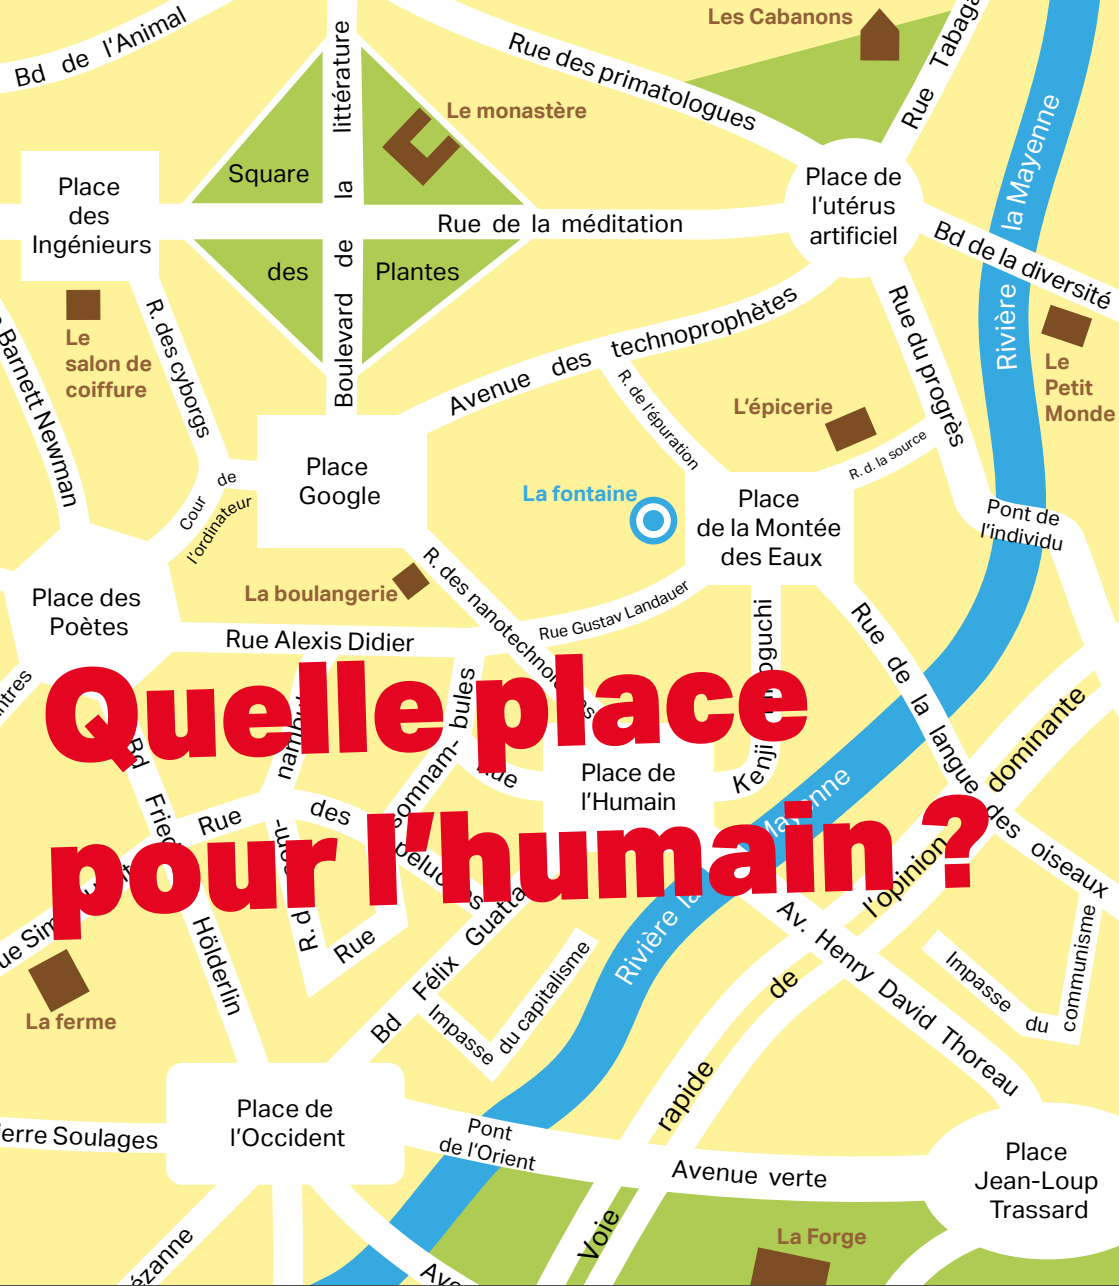 Bd de l'Animal
Boulevard de la littérature
Rue des primatologues
Les Cabanons
Rue
Le monastère
Square
des
Plantes
Place
des
Ingénieurs
Rue de la méditation
Place de
l'utérus
artificiel
Rivière la Mayenne
Bd de la diversité
Le
salon de
coiffure
R. des cyborgs
Barnett Newman
Avenue des technoprophètes
Rue du progrès
Le
Petit
Monde
R. de l'épuration
L'épicerie
R. d. la source
Place
Google
Cour de
l'ordinateur
La fontaine
Place
de la Montée
des Eaux
Pont de
l'individu
La boulangerie
R. des
Place des
Poètes
Rue Alexis Didier
Rue Gustav Landauer
Kenji
Rue de la langue des oiseaux
Quelle place
pour l'humain ?
Place de
l'Humain
Bd
Hölderlin
Rue des
somnam-
bules
Rue
Voie rapide de l'opinion dominante
Rivière la Mayenne
Av. Henry David Thoreau
Bd Félix
Impasse
du capitalisme
Impasse
du
communisme
La ferme
Place de
l'Occident
Soulages
Pont
de l'Orient
Avenue verte
Place
Jean-Loup
Trassard
La Forge